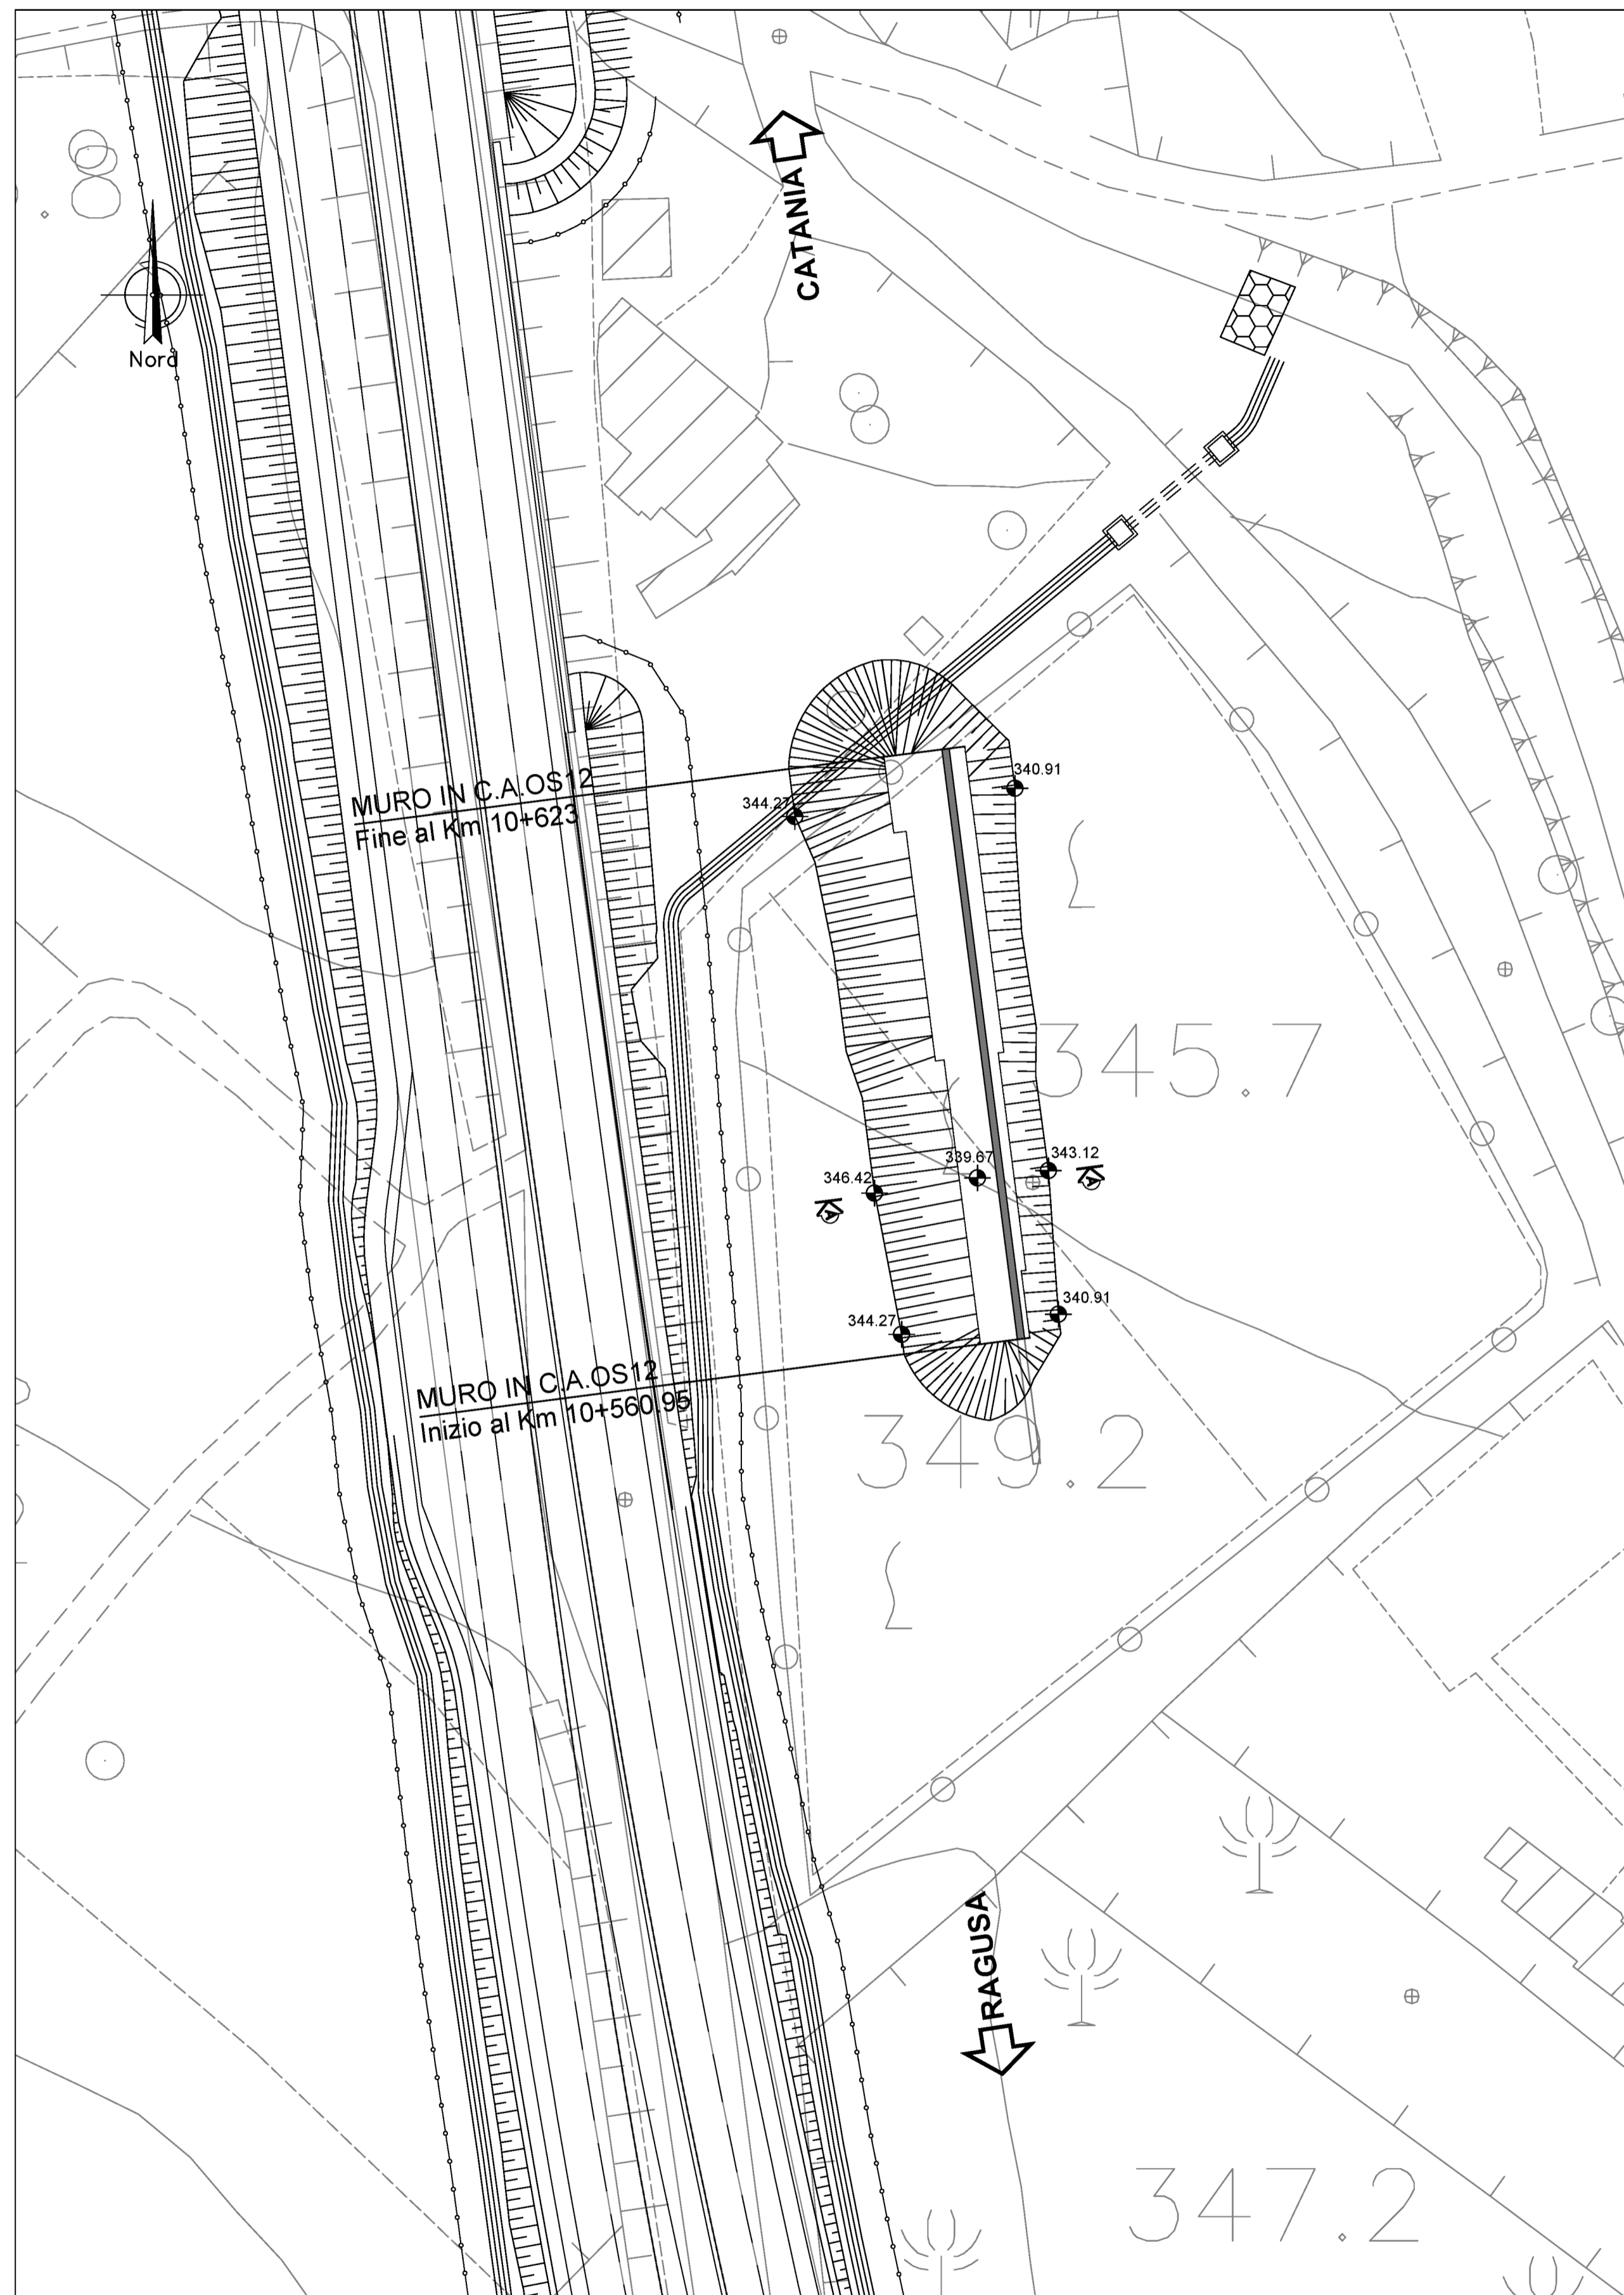 CATANIA
Nord
MURO IN C.A.OS12
Fine al Km 10+623
344.27
340.91
345.7
339.67
343.12
346.42
A
A
344.27
340.91
MURO IN C.A.OS12
Inizio al Km 10+560.95
349.2
RAGUSA
347.2